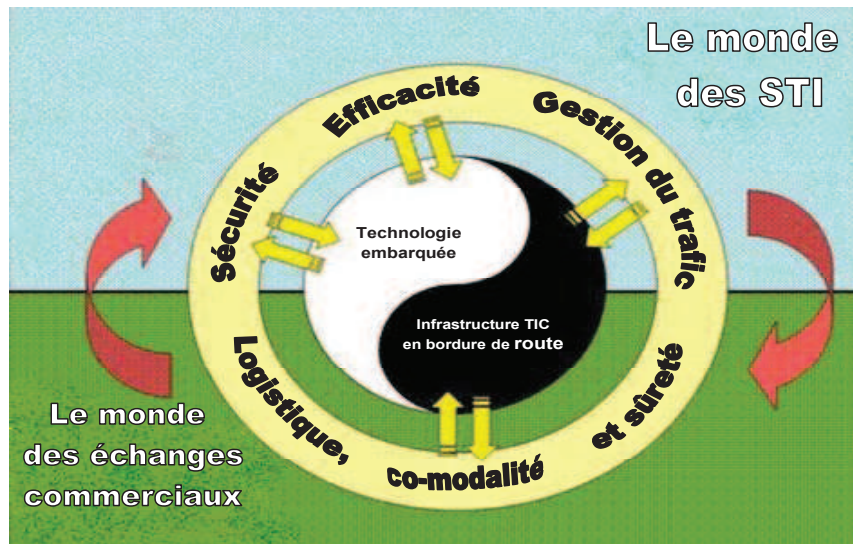 Le monde
des STI
Efficacité
Gestion du trafic
Sécurité
Technologie
embarquée
Infrastructure TIC
en bordure de route
Logistique,
co-modalité
et sûreté
Le monde
des échanges
commerciaux